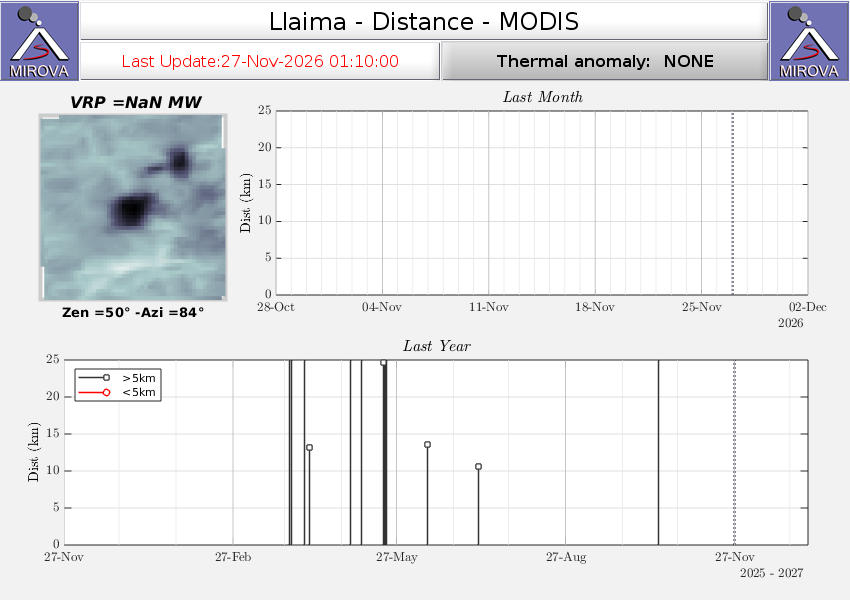 Llaima - Distance - MODIS
MIROVA
Last Update:27-Nov-2026 01:10:00
Thermal anomaly: NONE
MIROVA
VRP =NaN MW
Zen =50° -Azi =84°
Last Month
Dist (km)
25
20
15
10
5
0
28-Oct 04-Nov 11-Nov 18-Nov 25-Nov 02-Dec
2026
Last Year
Dist (km)
25
20
15
10
5
0
>5km
<5km
27-Nov 27-Feb 27-May 27-Aug 27-Nov
2025 - 2027